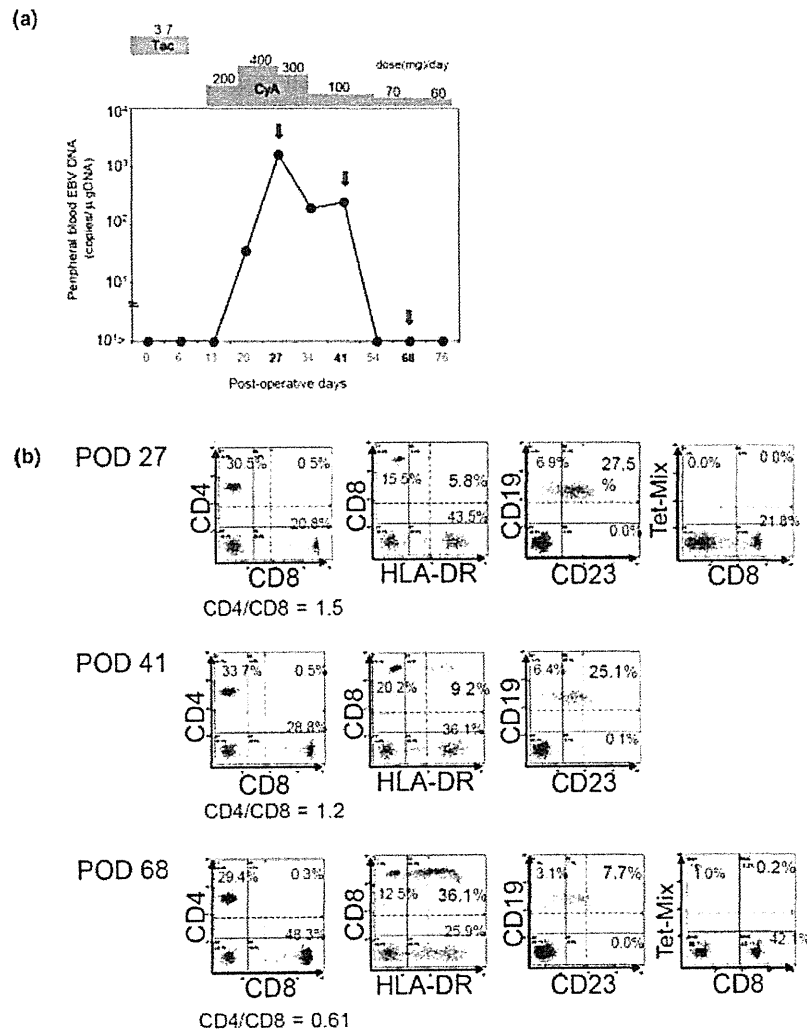 (a)
3.7
Tac
400
200
300
dose(mg)/day
100
70
60
CyA
10⁴
10³
10²
10¹
10¹>
Peripheral blood EBV DNA
(copies/μgDNA)
0 6 13 20 27 34 41 54 68 76
Post-operative days
(b) POD 27
30.5% 0.5%
20.8%
CD4
CD8
CD4/CD8 = 1.5
15.5% 5.8%
43.5%
CD8
HLA-DR
6.9% 27.5%
0.0%
CD19
CD23
0.0% 0.0%
21.8%
Tet-Mix
CD8
POD 41
33.7% 0.5%
28.8%
CD4
CD8
CD4/CD8 = 1.2
20.2% 9.2%
36.1%
CD8
HLA-DR
6.4% 25.1%
0.1%
CD19
CD23
POD 68
29.4% 0.3%
48.3%
CD4
CD8
CD4/CD8 = 0.61
12.5% 36.1%
25.9%
CD8
HLA-DR
3.1% 7.7%
0.0%
CD19
CD23
1.0% 0.2%
42.1%
Tet-Mix
CD8